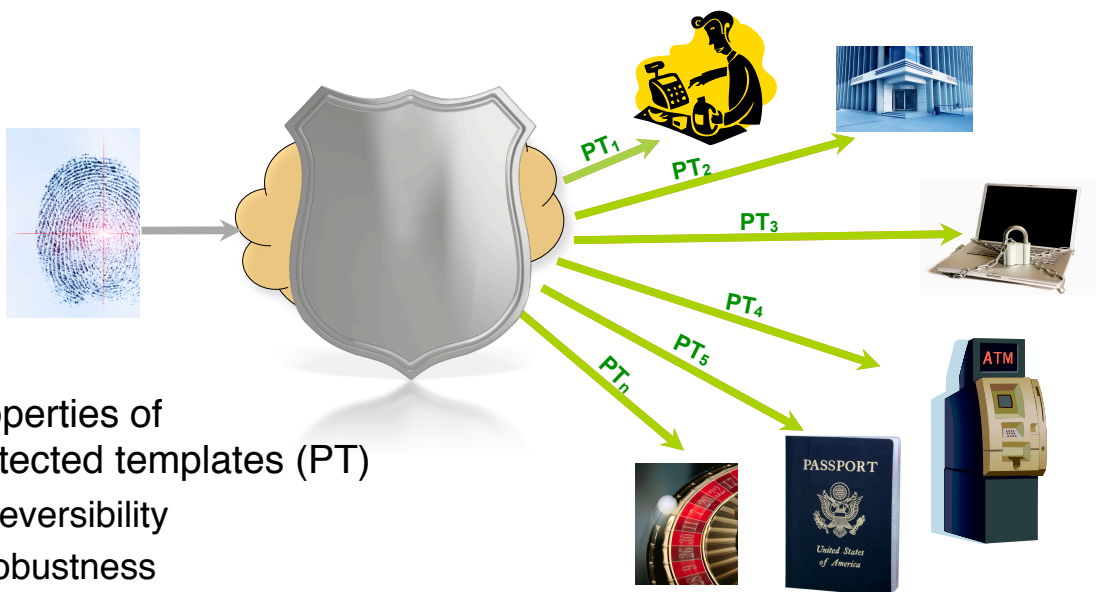 PT₁
PT₂
PT₃
PT₄
PT₅
PTₙ
ATM
PASSPORT
United States
of America
operties of
tected templates (PT)
eversibility
obustness